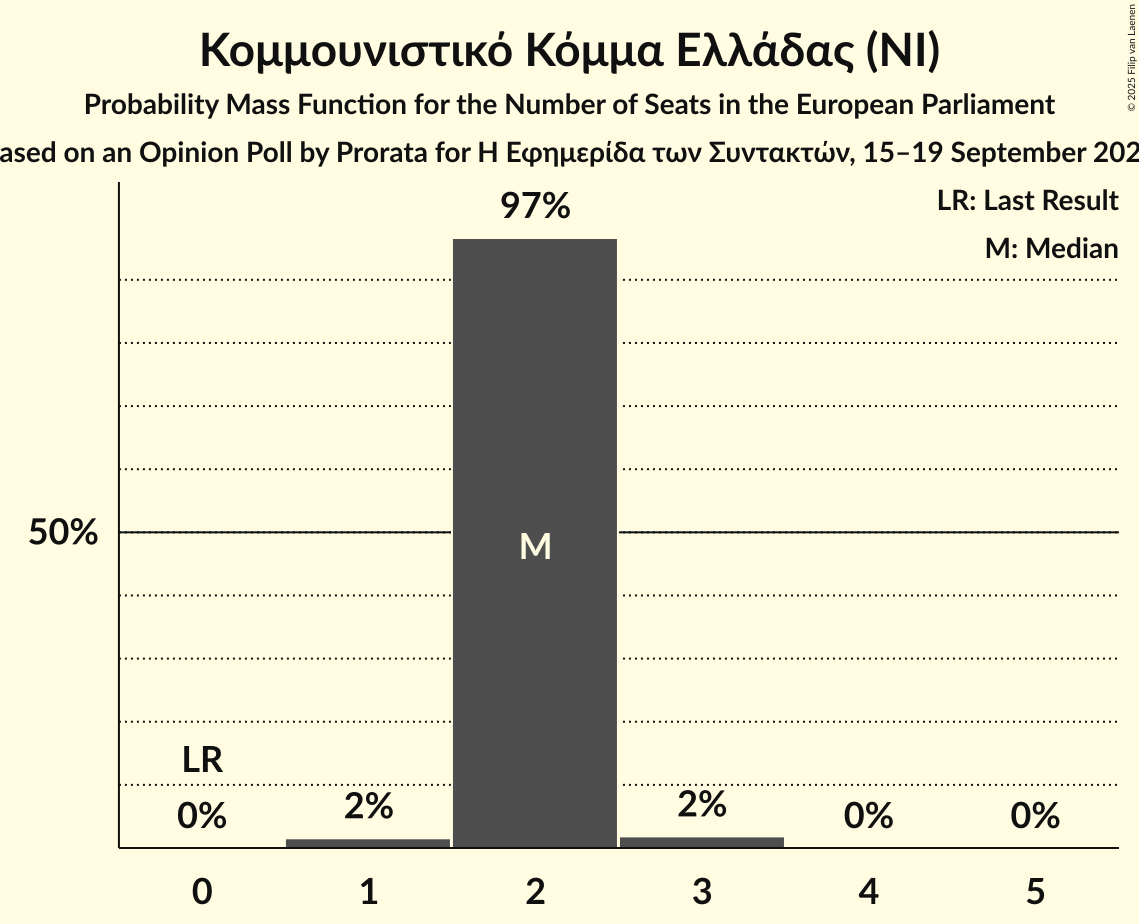 Κομμουνιστικό Κόμμα Ελλάδας (NI)
Probability Mass Function for the Number of Seats in the European Parliament
ased on an Opinion Poll by Prorata for Η Εφημερίδα των Συντακτών, 15–19 September 202
© 2025 Filip van Laenen
LR: Last Result
M: Median
97%
50%
M
LR
0%
2%
2%
0%
0%
0
1
2
3
4
5